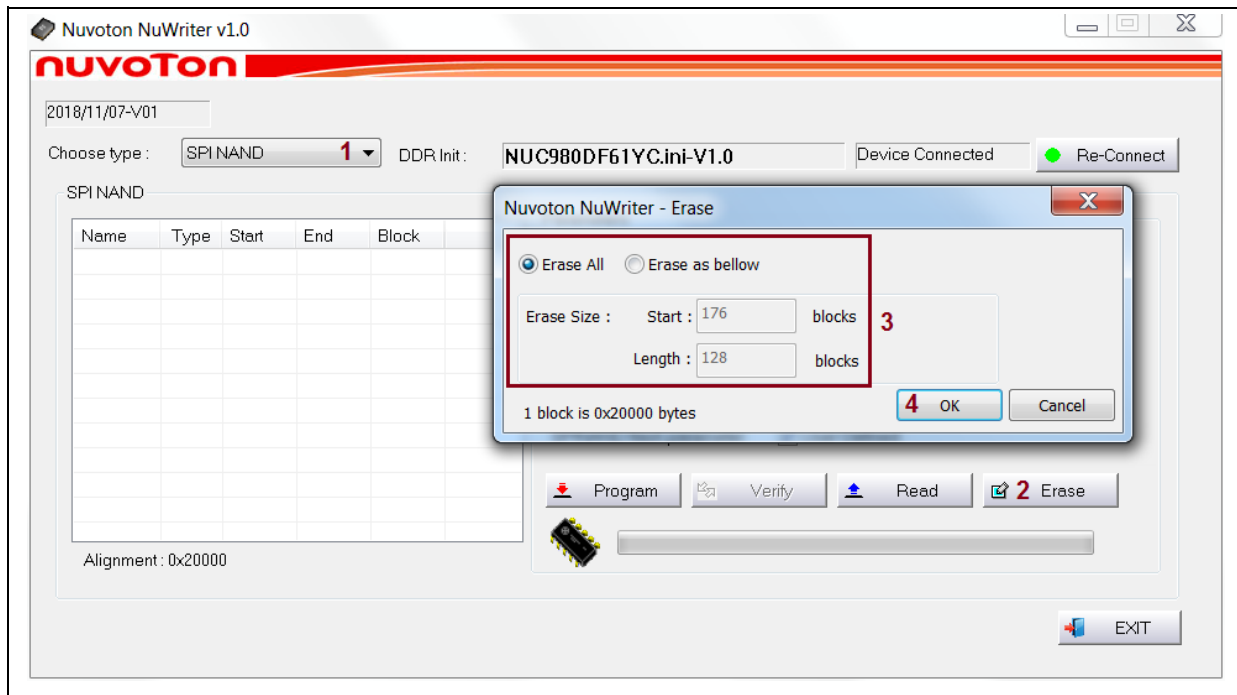 Nuvoton NuWriter v1.0
nuvoTon
2018/11/07-V01
Choose type : SPI NAND 1 DDR Init : NUC980DF61YC.ini-V1.0 Device Connected Re-Connect
SPI NAND
Nuvoton NuWriter - Erase
Name Type Start End Block
Erase All Erase as bellow
Erase Size : Start : 176 blocks 3
Length : 128 blocks
1 block is 0x20000 bytes 4 OK Cancel
Program Verify Read 2 Erase
Alignment : 0x20000
EXIT